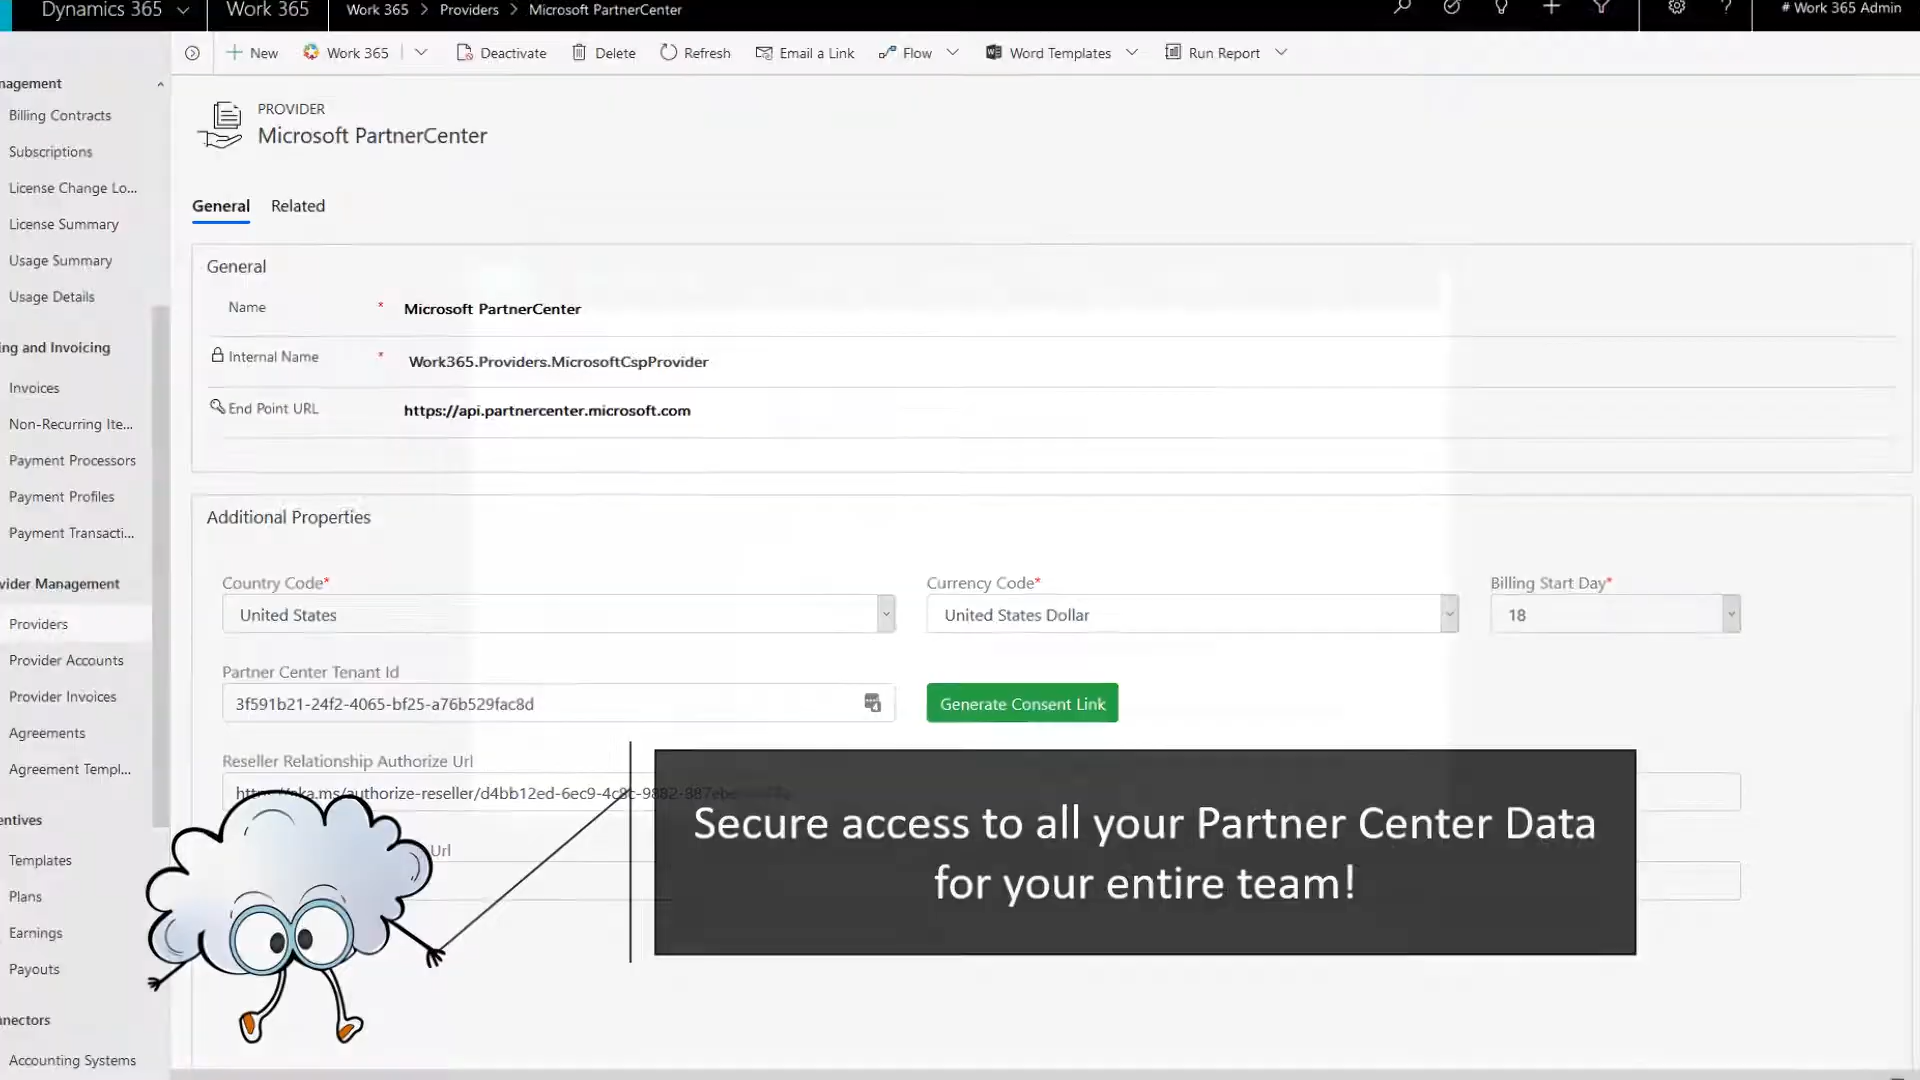 Dynamics 365
Work 365
Work 365 > Providers > Microsoft PartnerCenter
# Work 365 Admin
New
Work 365
Deactivate
Delete
Refresh
Email a Link
Flow
Word Templates
Run Report
nagement
Billing Contracts
Subscriptions
License Change Lo...
License Summary
Usage Summary
Usage Details
ing and Invoicing
Invoices
Non-Recurring Ite...
Payment Processors
Payment Profiles
Payment Transacti...
vider Management
Providers
Provider Accounts
Provider Invoices
Agreements
Agreement Templ...
entives
Templates
Plans
Earnings
Payouts
nnectors
Accounting Systems
PROVIDER
Microsoft PartnerCenter
General
Related
General
Name * Microsoft PartnerCenter
Internal Name * Work365.Providers.MicrosoftCspProvider
End Point URL https://api.partnercenter.microsoft.com
Additional Properties
Country Code*
United States
Currency Code*
United States Dollar
Billing Start Day*
18
Partner Center Tenant Id
3f591b21-24f2-4065-bf25-a76b529fac8d
Generate Consent Link
Reseller Relationship Authorize Url
Url
Secure access to all your Partner Center Data
for your entire team!